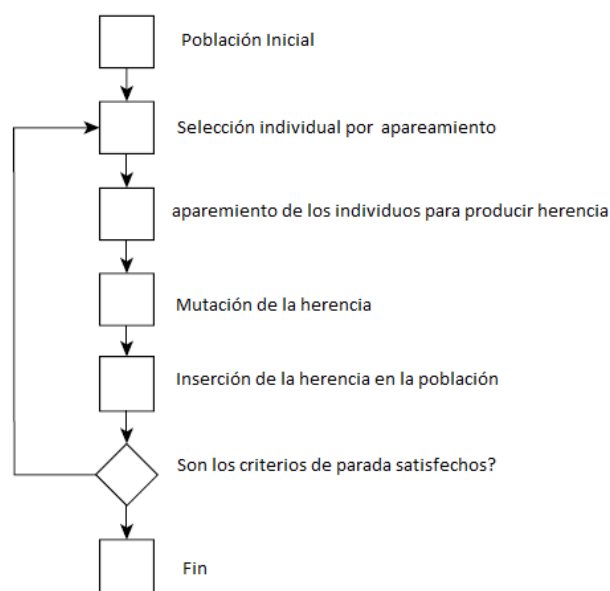 Población Inicial
Selección individual por apareamiento
aparemiento de los individuos para producir herencia
Mutación de la herencia
Inserción de la herencia en la población
Son los criterios de parada satisfechos?
Fin